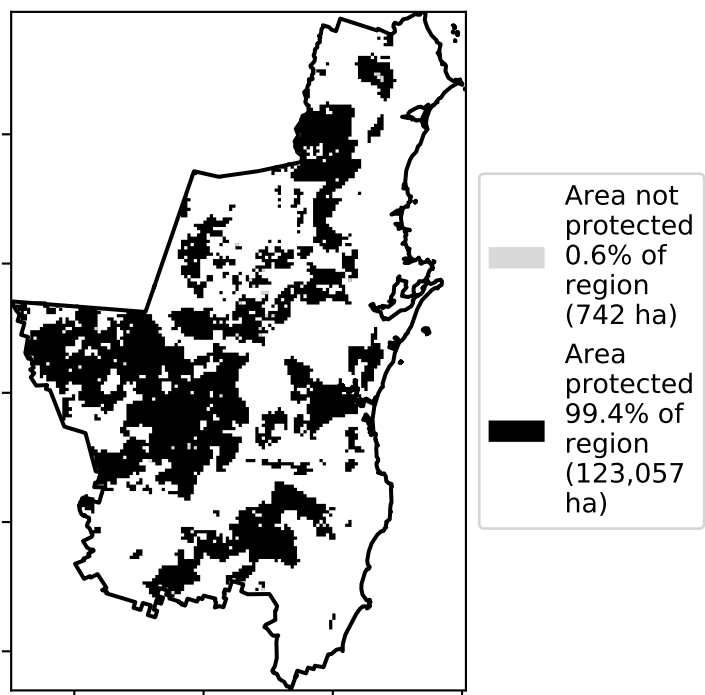 Area not
protected
0.6% of
region
(742 ha)
Area
protected
99.4% of
region
(123,057
ha)